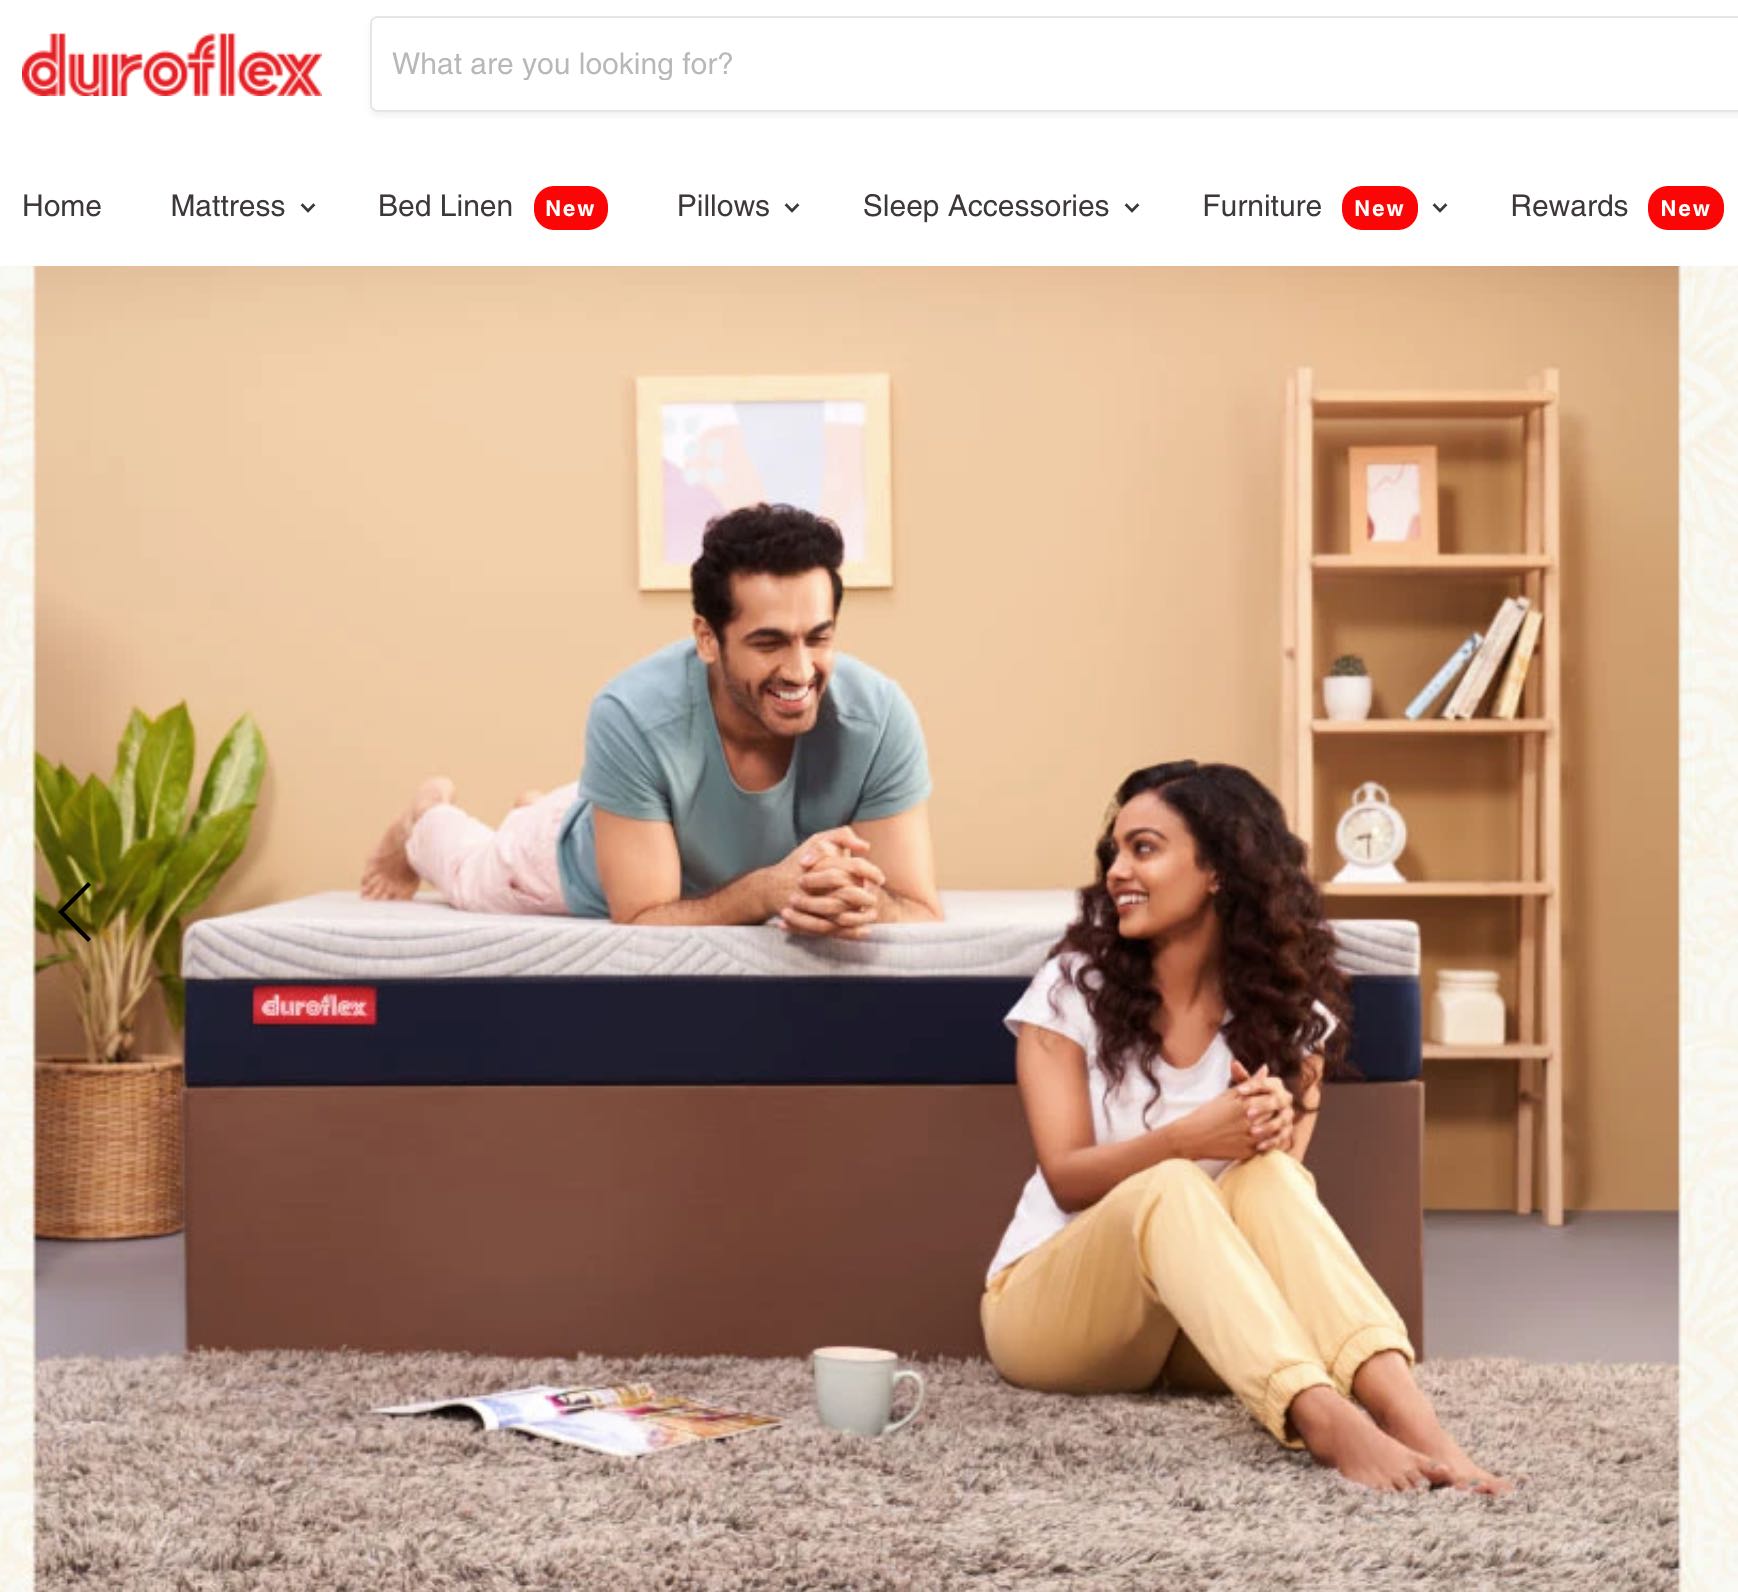 duroflex
What are you looking for?
Home Mattress Bed Linen New Pillows Sleep Accessories Furniture New Rewards New
duroflex